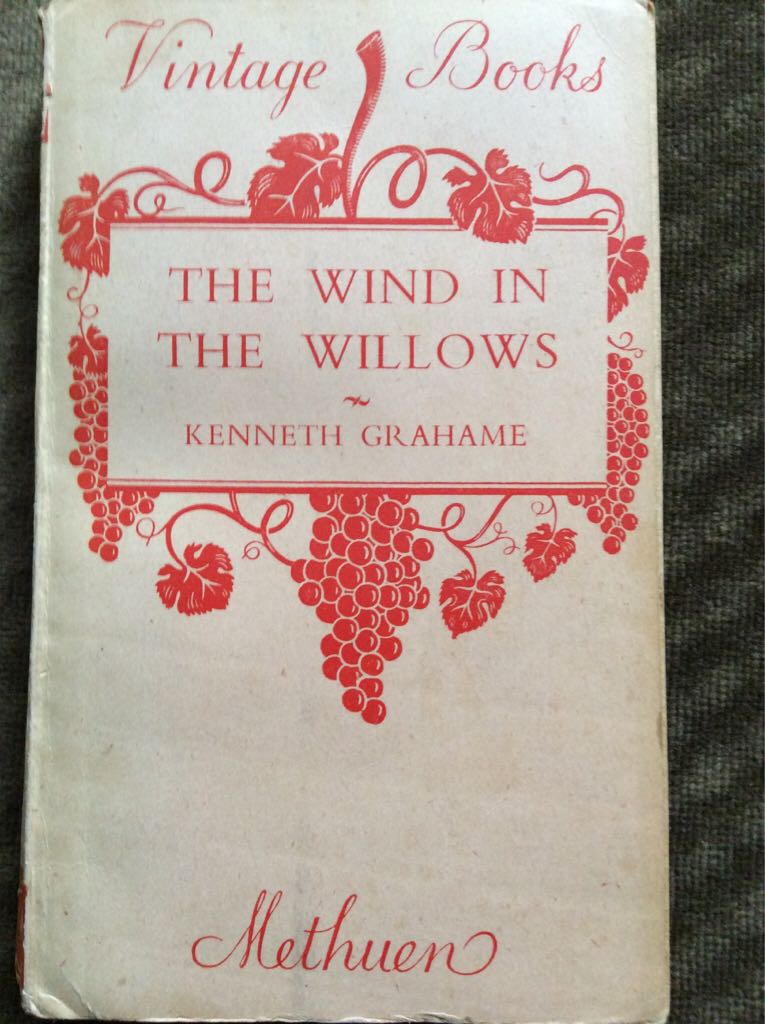 Vintage Books
THE WIND IN
THE WILLOWS
~
KENNETH GRAHAME
Methuen